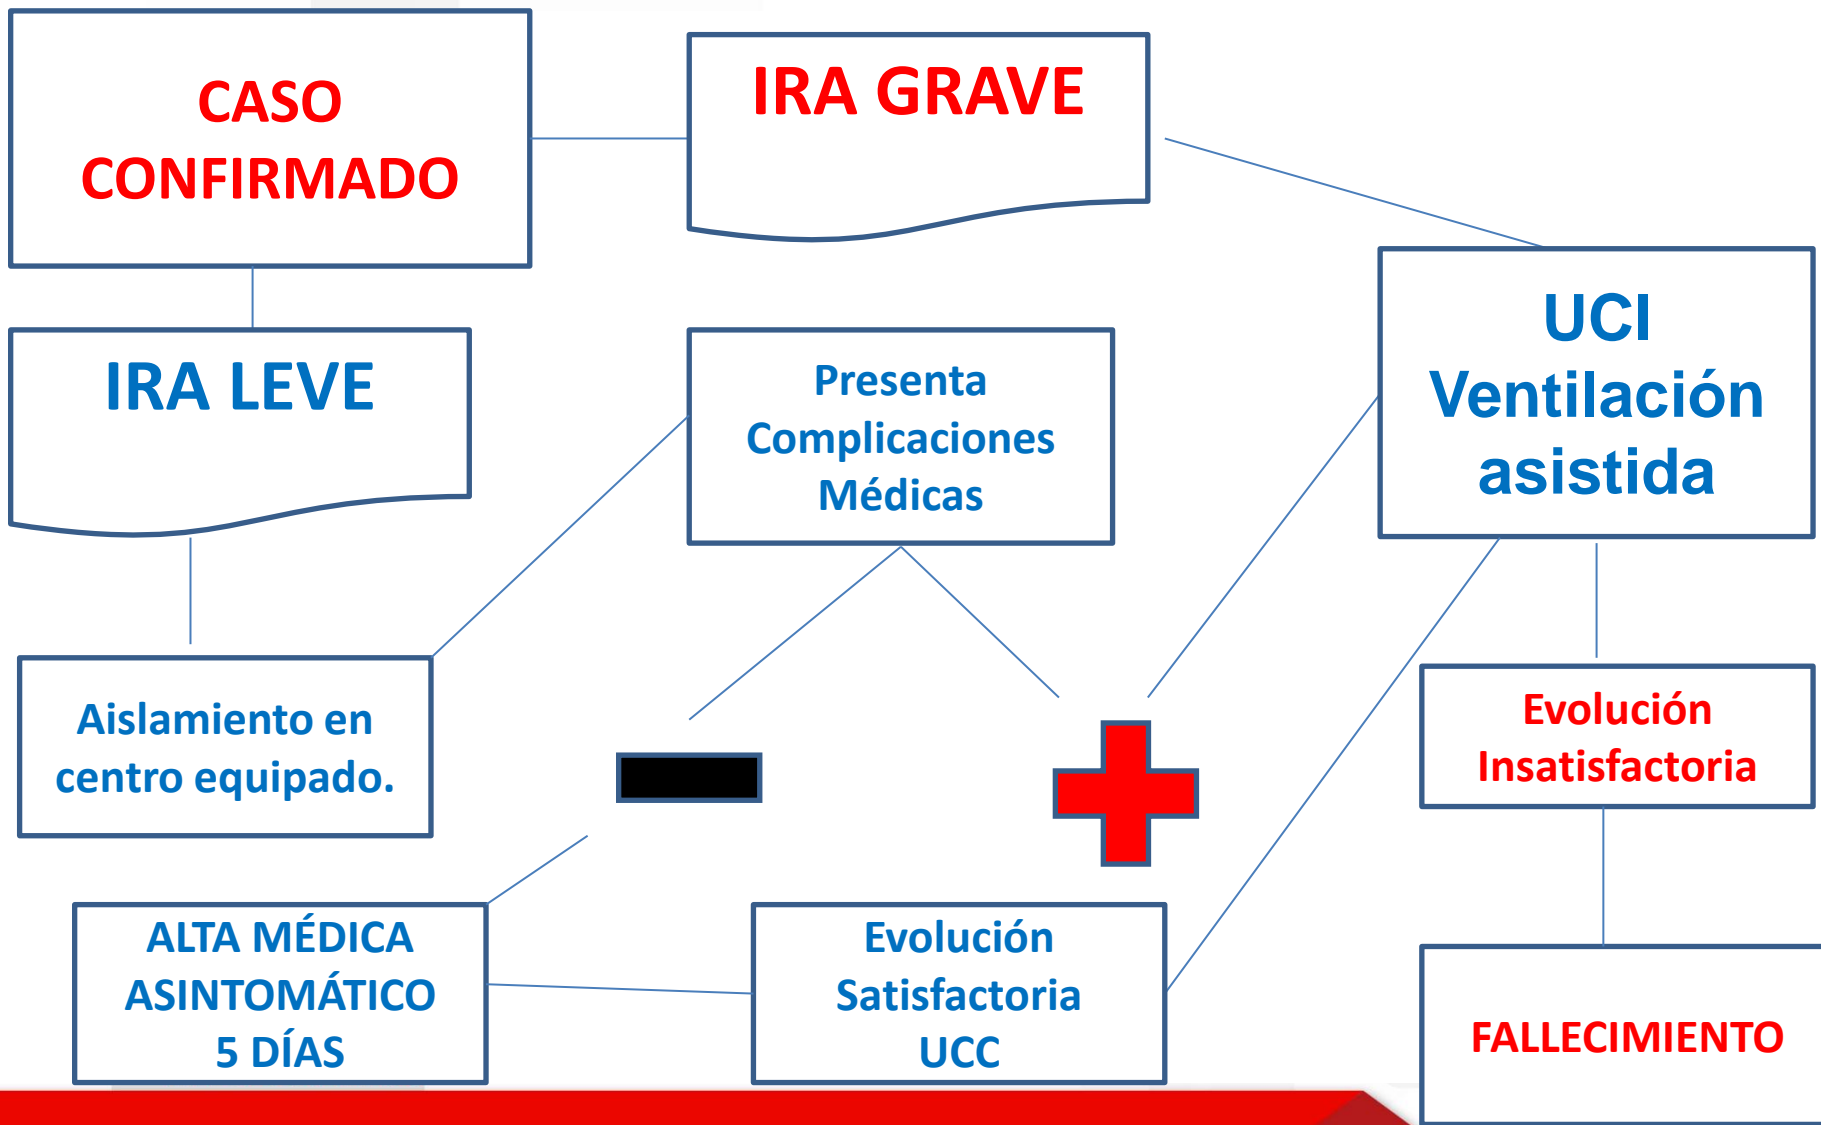 CASO
CONFIRMADO
IRA GRAVE
IRA LEVE
Presenta
Complicaciones
Médicas
UCI
Ventilación
asistida
Aislamiento en
centro equipado.
Evolución
Insatisfactoria
ALTA MÉDICA
ASINTOMÁTICO
5 DÍAS
Evolución
Satisfactoria
UCC
FALLECIMIENTO